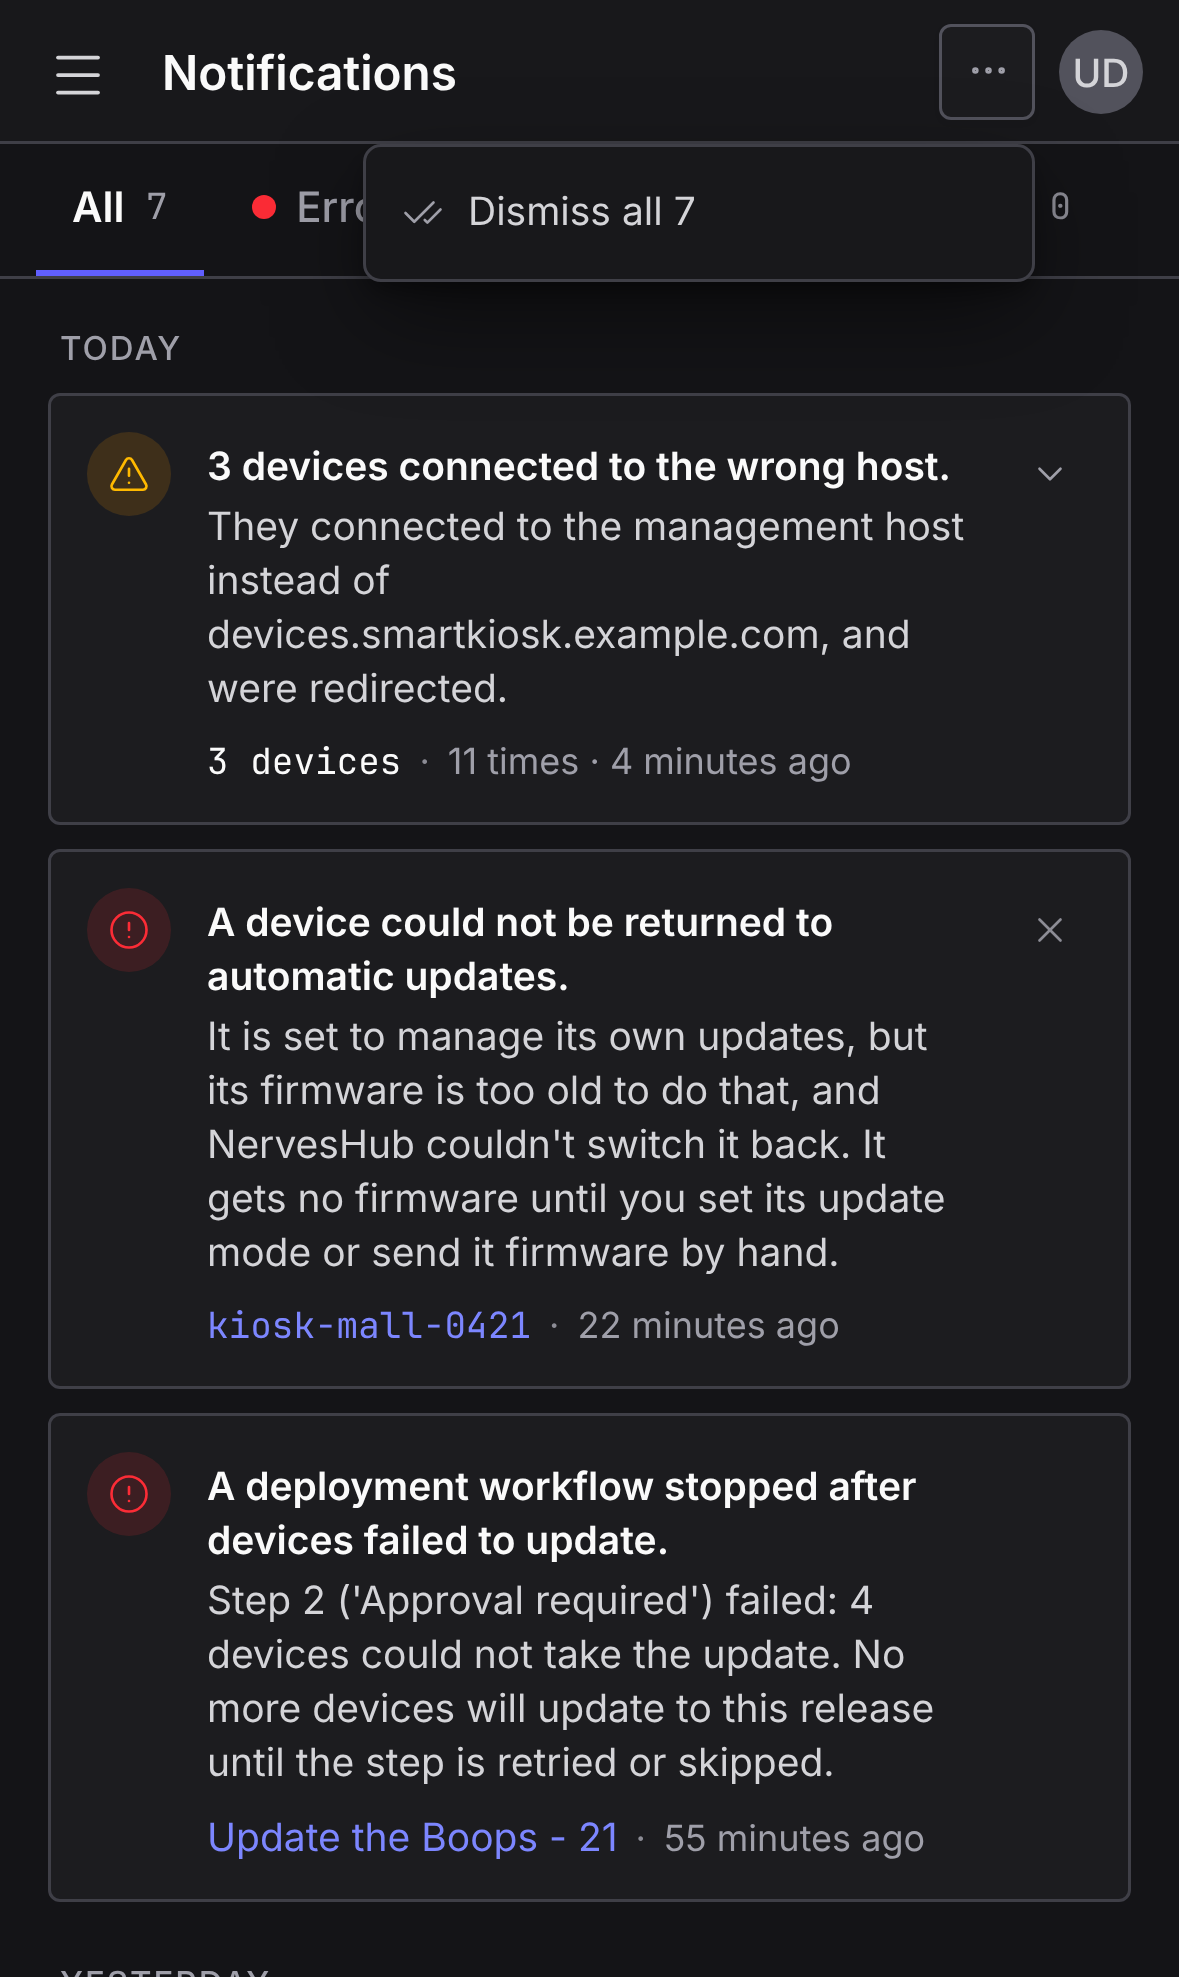 Notifications
UD
All 7
Dismiss all 7
0
TODAY
3 devices connected to the wrong host.
They connected to the management host
instead of
devices.smartkiosk.example.com, and
were redirected.
3 devices · 11 times · 4 minutes ago
A device could not be returned to
automatic updates.
It is set to manage its own updates, but
its firmware is too old to do that, and
NervesHub couldn't switch it back. It
gets no firmware until you set its update
mode or send it firmware by hand.
kiosk-mall-0421 · 22 minutes ago
A deployment workflow stopped after
devices failed to update.
Step 2 ('Approval required') failed: 4
devices could not take the update. No
more devices will update to this release
until the step is retried or skipped.
Update the Boops - 21 · 55 minutes ago
YESTERDAY